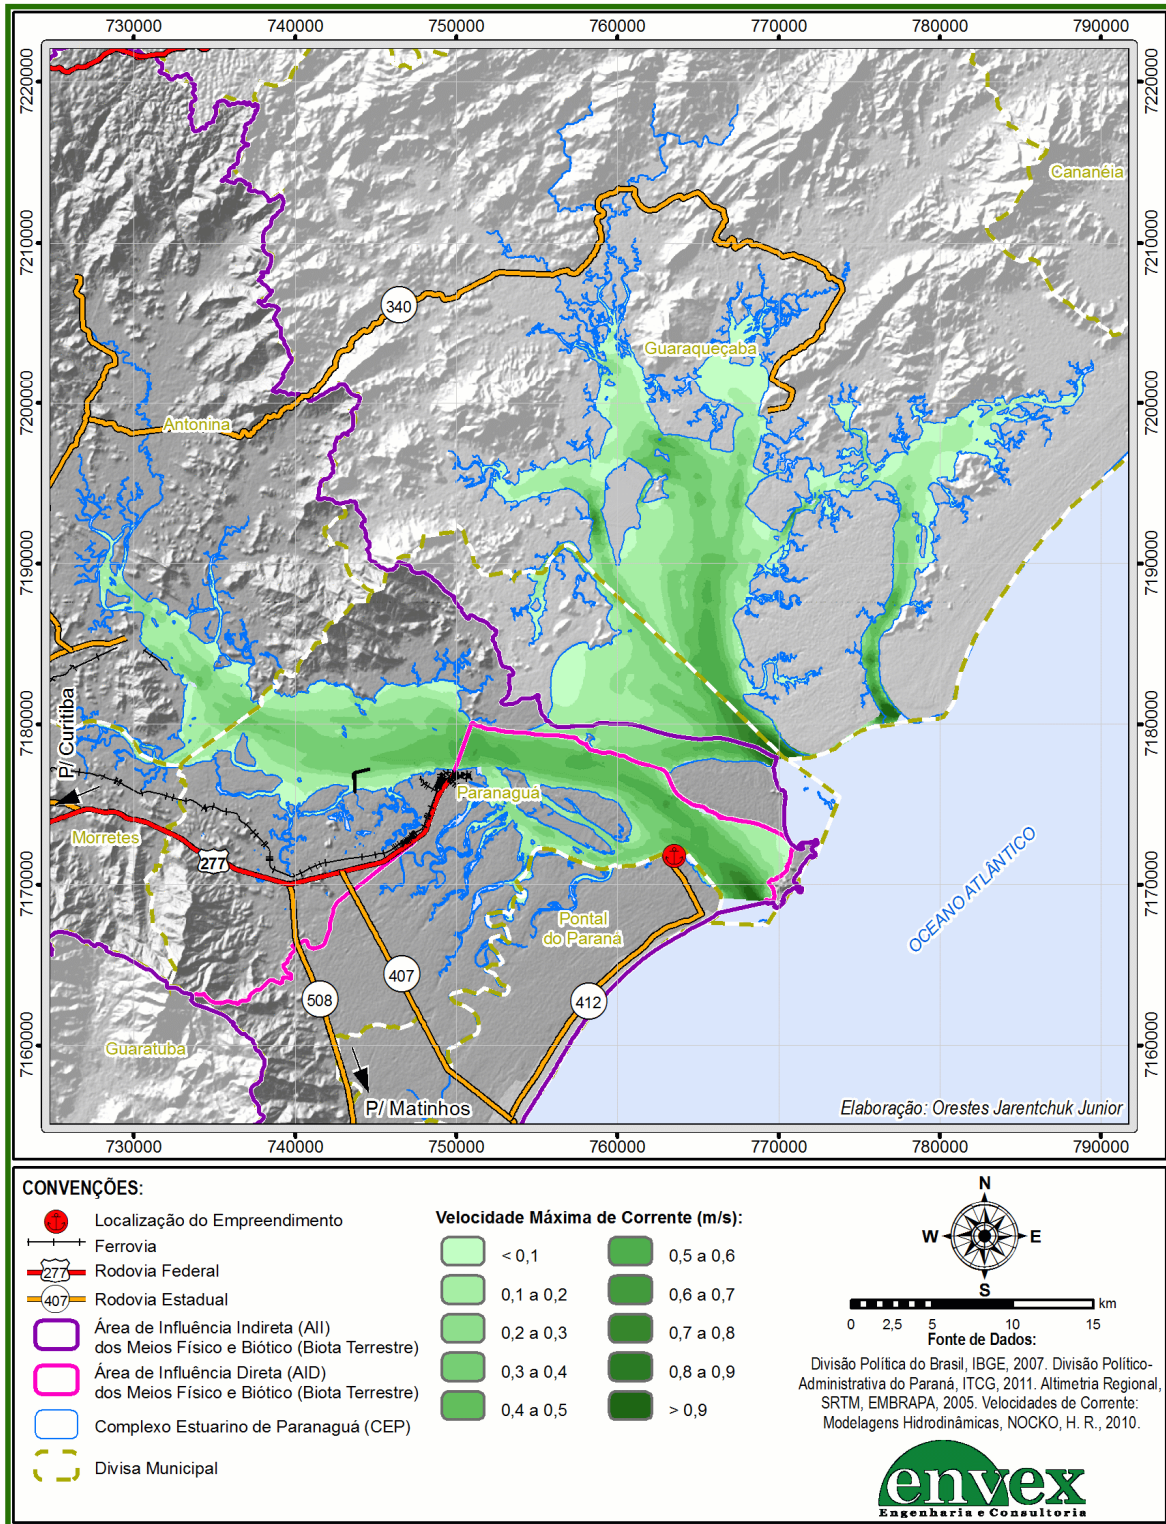 730000 740000 750000 760000 770000 780000 790000
7220000 7210000 7200000 7190000 7180000 7170000 7160000
7220000 7210000 7200000 7190000 7180000 7170000 7160000
Cananéia
340
Guaraqueçaba
Antonina
P/ Curitiba
Paranaguá
Morretes
277
OCEANO ATLÂNTICO
Pontal
do Paraná
407
508
412
Guaratuba
P/ Matinhos
Elaboração: Orestes Jarentchuk Junior
730000 740000 750000 760000 770000 780000 790000
CONVENÇÕES:
Localização do Empreendimento
Ferrovia
277
Rodovia Federal
407
Rodovia Estadual
Área de Influência Indireta (AII)
dos Meios Físico e Biótico (Biota Terrestre)
Área de Influência Direta (AID)
dos Meios Físico e Biótico (Biota Terrestre)
Complexo Estuarino de Paranaguá (CEP)
Divisa Municipal
Velocidade Máxima de Corrente (m/s):
< 0,1
0,1 a 0,2
0,2 a 0,3
0,3 a 0,4
0,4 a 0,5
0,5 a 0,6
0,6 a 0,7
0,7 a 0,8
0,8 a 0,9
> 0,9
N
W E
S
km
0 2,5 5 10 15
Fonte de Dados:
Divisão Política do Brasil, IBGE, 2007. Divisão Político-
Administrativa do Paraná, ITCG, 2011. Altimetria Regional,
SRTM, EMBRAPA, 2005. Velocidades de Corrente:
Modelagens Hidrodinâmicas, NOCKO, H. R., 2010.
envex
Engenharia e Consultoria